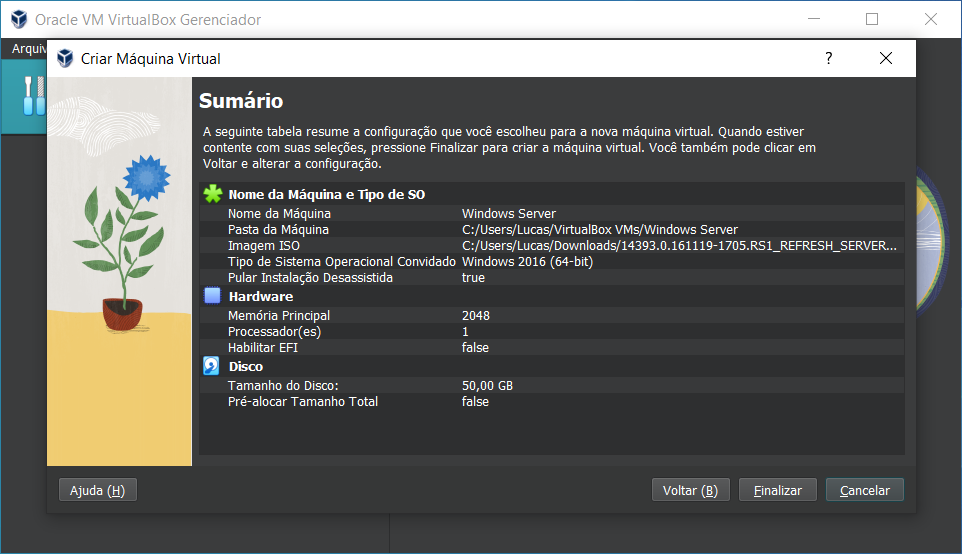 Oracle VM VirtualBox Gerenciador
Arquiv
Criar Máquina Virtual
?
Sumário
A seguinte tabela resume a configuração que você escolheu para a nova máquina virtual. Quando estiver
contente com suas seleções, pressione Finalizar para criar a máquina virtual. Você também pode clicar em
Voltar e alterar a configuração.
Nome da Máquina e Tipo de SO
Nome da Máquina Windows Server
Pasta da Máquina C:/Users/Lucas/VirtualBox VMs/Windows Server
Imagem ISO C:/Users/Lucas/Downloads/14393.0.161119-1705.RS1_REFRESH_SERVER...
Tipo de Sistema Operacional Convidado Windows 2016 (64-bit)
Pular Instalação Desassistida true
Hardware
Memória Principal 2048
Processador(es) 1
Habilitar EFI false
Disco
Tamanho do Disco: 50,00 GB
Pré-alocar Tamanho Total false
Ajuda (H) Voltar (B) Finalizar Cancelar